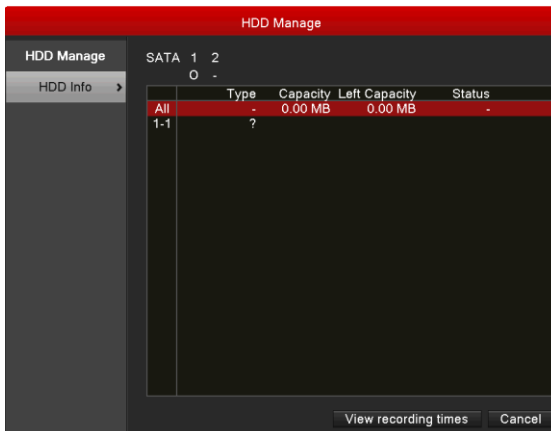 HDD Manage
HDD Manage
HDD Info >
SATA 1 2
O -
Type Capacity Left Capacity Status
All - 0.00 MB 0.00 MB -
1-1 ?
View recording times Cancel